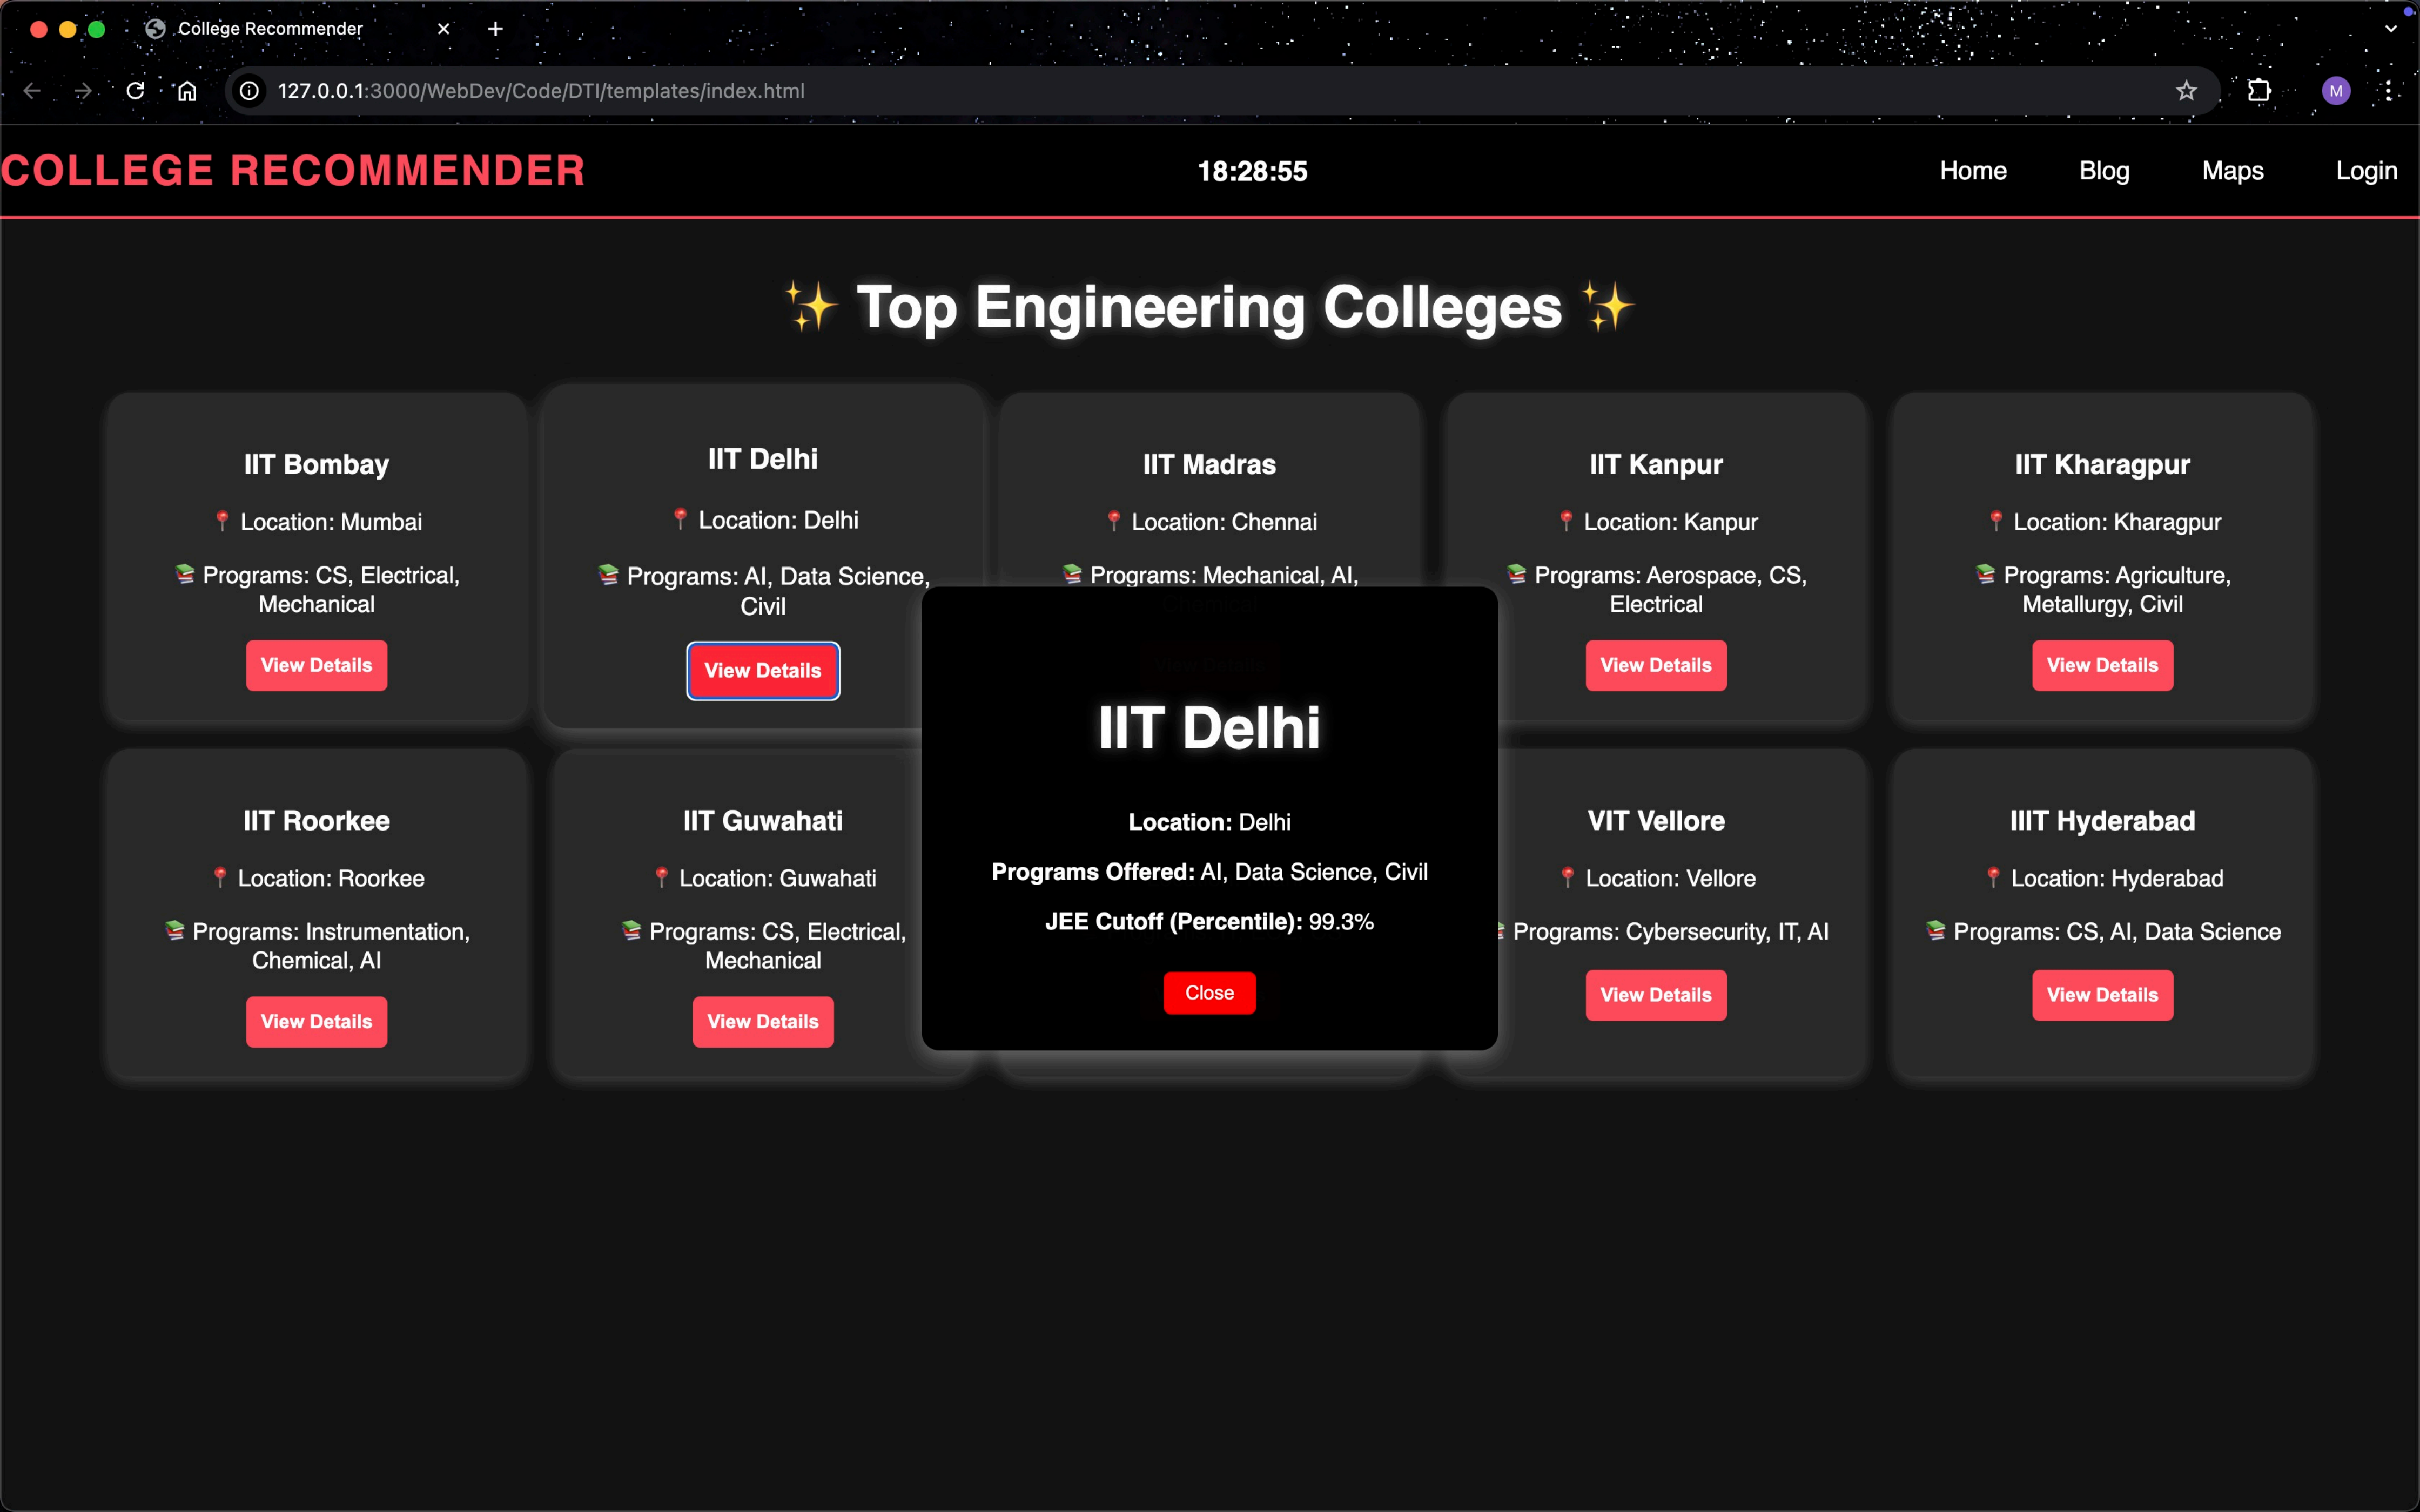 College Recommender
127.0.0.1:3000/WebDev/Code/DTI/templates/index.html
M
COLLEGE RECOMMENDER
18:28:55
Home
Blog
Maps
Login
✨ Top Engineering Colleges ✨
IIT Bombay
📍 Location: Mumbai
📚 Programs: CS, Electrical,
Mechanical
View Details
IIT Delhi
📍 Location: Delhi
📚 Programs: AI, Data Science,
Civil
View Details
IIT Madras
📍 Location: Chennai
📚 Programs: Mechanical, AI,
Chemical
View Details
IIT Kanpur
📍 Location: Kanpur
📚 Programs: Aerospace, CS,
Electrical
View Details
IIT Kharagpur
📍 Location: Kharagpur
📚 Programs: Agriculture,
Metallurgy, Civil
View Details
IIT Delhi
Location: Delhi
Programs Offered: AI, Data Science, Civil
JEE Cutoff (Percentile): 99.3%
Close
IIT Roorkee
📍 Location: Roorkee
📚 Programs: Instrumentation,
Chemical, AI
View Details
IIT Guwahati
📍 Location: Guwahati
📚 Programs: CS, Electrical,
Mechanical
View Details
VIT Vellore
📍 Location: Vellore
📚 Programs: Cybersecurity, IT, AI
View Details
IIIT Hyderabad
📍 Location: Hyderabad
📚 Programs: CS, AI, Data Science
View Details